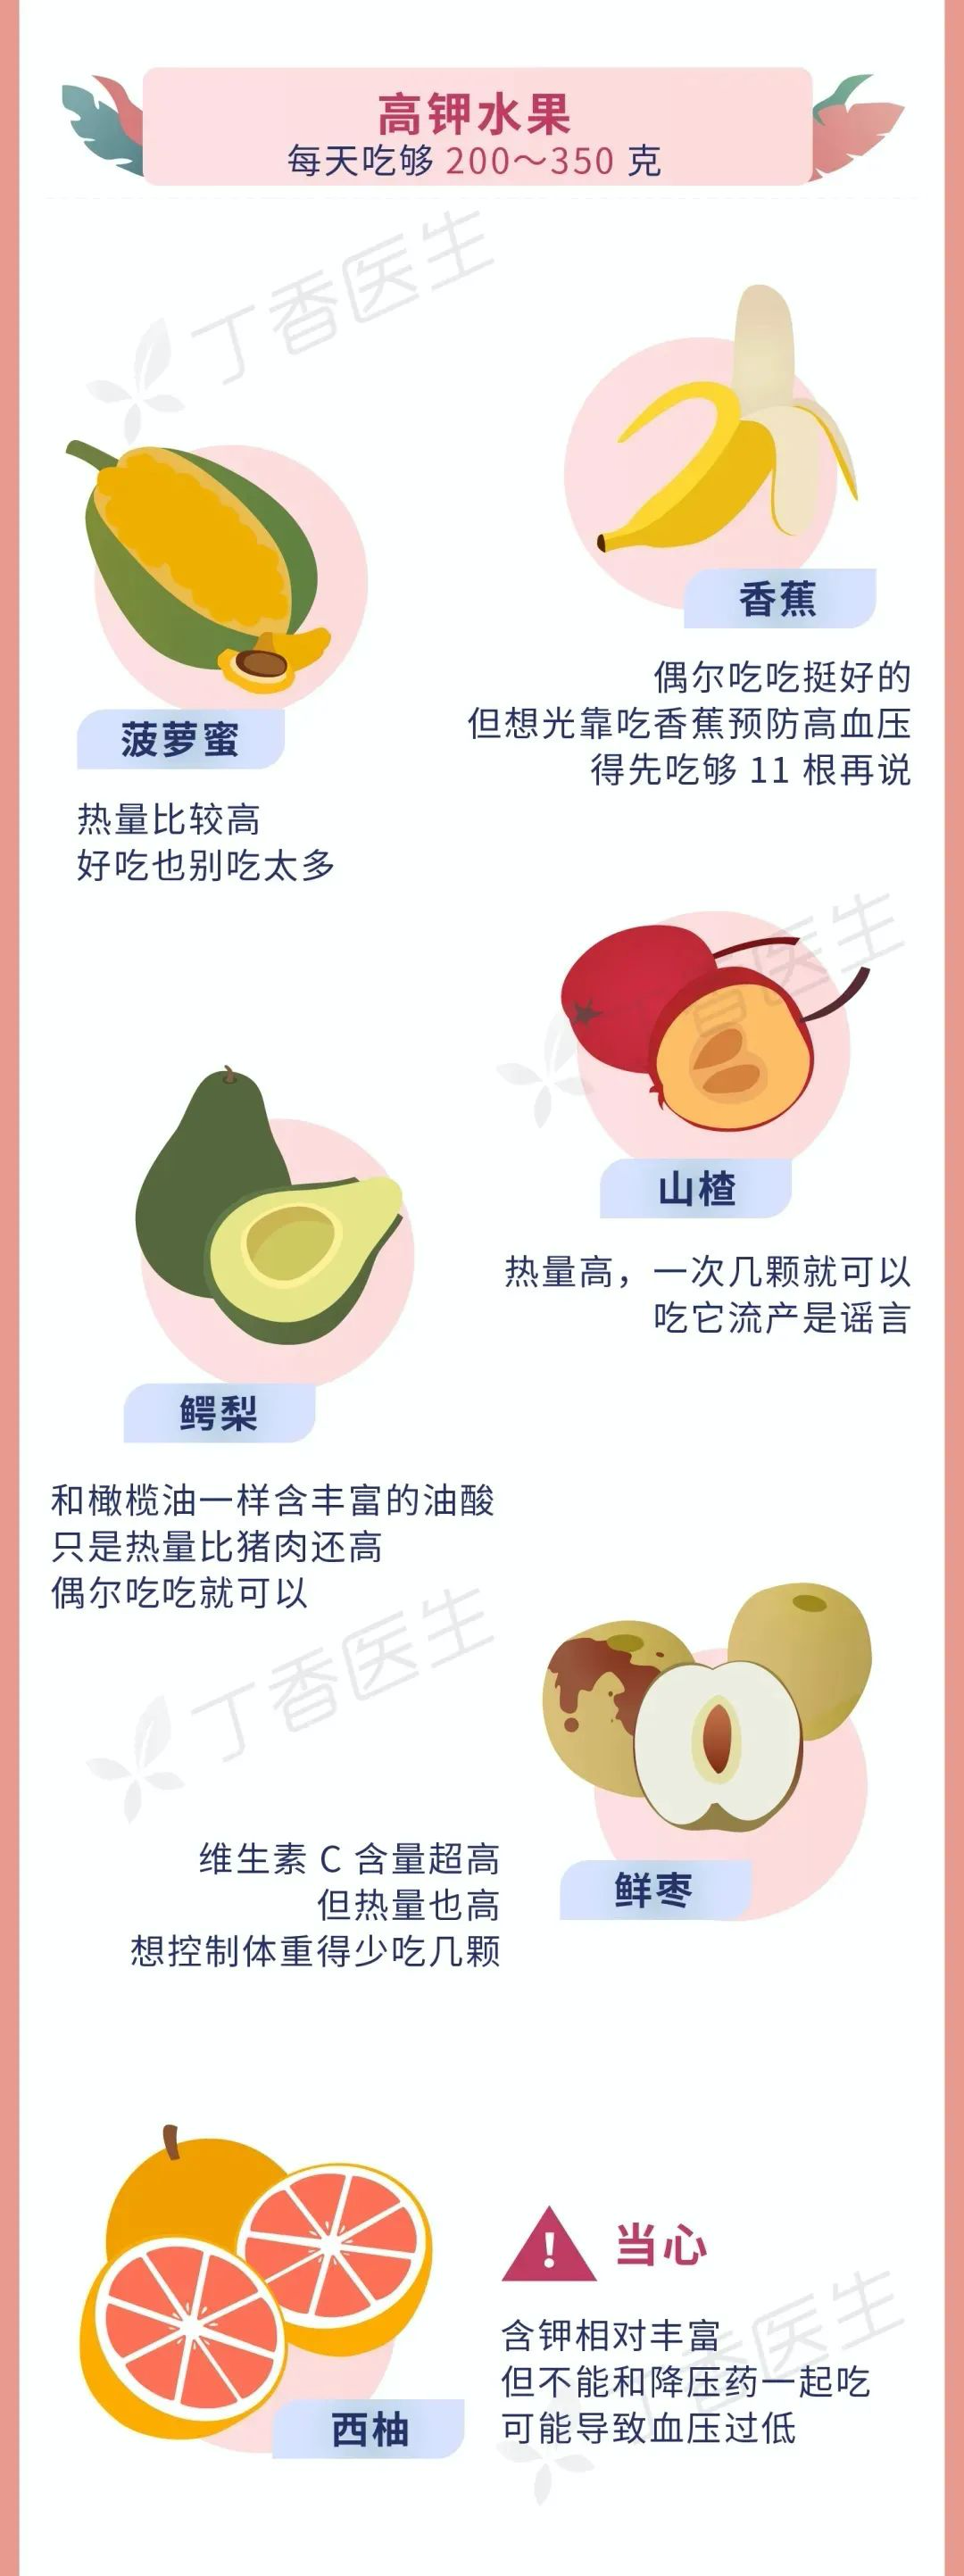 高钾水果
每天吃够 200～350 克
丁香医生
香蕉
偶尔吃吃挺好的
但想光靠吃香蕉预防高血压
得先吃够 11 根再说
菠萝蜜
热量比较高
好吃也别吃太多
丁香医生
山楂
热量高，一次几颗就可以
吃它流产是谣言
鳄梨
和橄榄油一样含丰富的油酸
只是热量比猪肉还高
偶尔吃吃就可以
丁香医生
鲜枣
维生素 C 含量超高
但热量也高
想控制体重得少吃几颗
西柚
!
当心
含钾相对丰富
但不能和降压药一起吃
可能导致血压过低
丁香医生